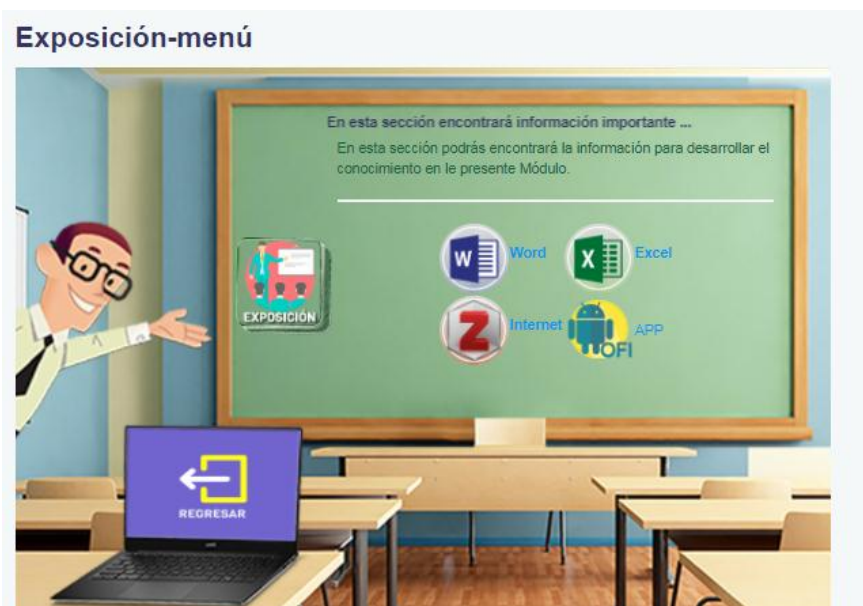 Exposición-menú
En esta sección encontrará información importante ...
En esta sección podrás encontrará la información para desarrollar el
conocimiento en le presente Módulo.
EXPOSICIÓN
W
Word
X
Excel
Z
Internet
OFI
APP
REGRESAR